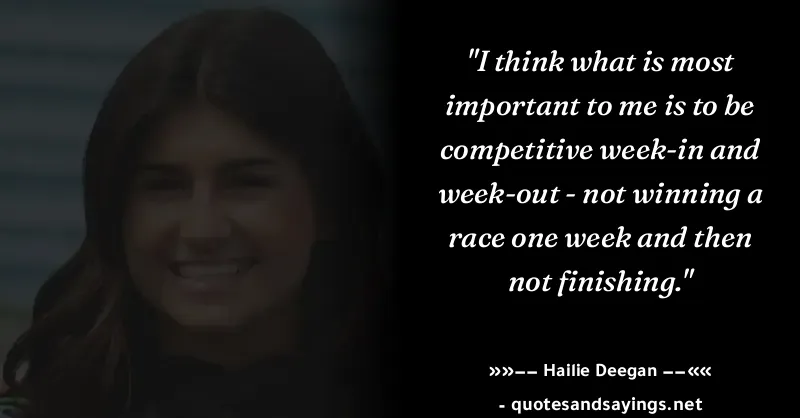 "I think what is most
important to me is to be
competitive week-in and
week-out - not winning a
race one week and then
not finishing."
»»−− Hailie Deegan −−««
- quotesandsayings.net